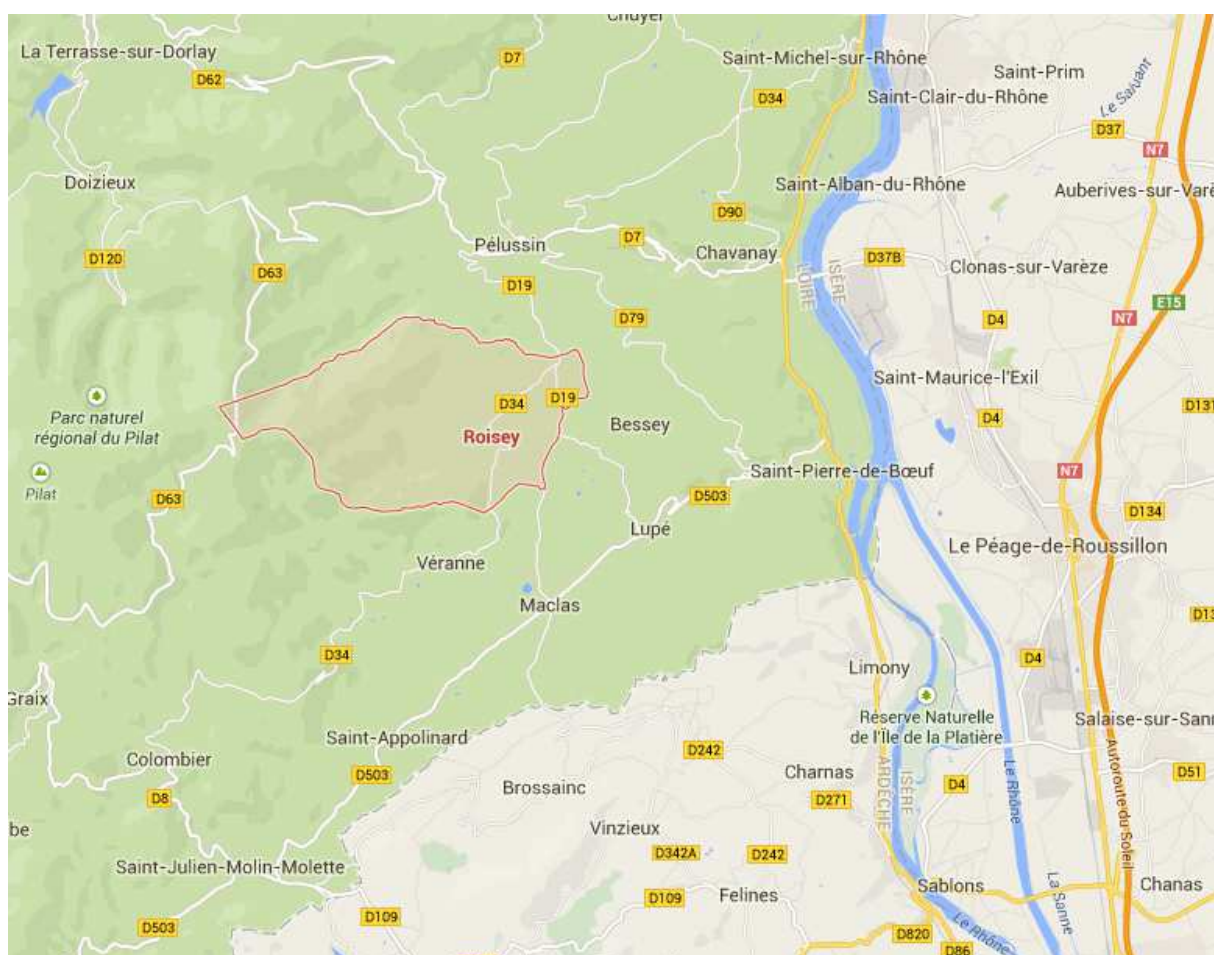 Chuyer
La Terrasse-sur-Dorlay
D7
Saint-Michel-sur-Rhône
D62
Saint-Prim
Le Saluant
D34
Saint-Clair-du-Rhône
D37
N7
Doizieux
Saint-Alban-du-Rhône
Auberives-sur-Varè
D90
D7
Pélussin
Chavanay
D120
D63
D37B
Clonas-sur-Varèze
LOIRE
ISÈRE
D19
E15
D79
D4
N7
Saint-Maurice-l'Exil
Parc naturel
régional du Pilat
D34
D19
D131
D4
Bessey
Roisey
Pilat
Saint-Pierre-de-Bœuf
N7
D63
D503
D134
Lupé
Le Péage-de-Roussillon
Véranne
Maclas
D13
D34
D4
Limony
Graix
Réserve Naturelle
de l'Île de la Platière
Salaise-sur-San
Saint-Appolinard
D242
Colombier
D503
Charnas
ARDÈCHE
ISÈRE
D4
Le Rhône
Autoroute du Soleil
D51
Brossainc
D8
D271
be
Vinzieux
D342A
D242
Saint-Julien-Molin-Molette
Felines
Sablons
La Sanne
Chanas
D109
D109
D503
D820
Le Rhône
D86